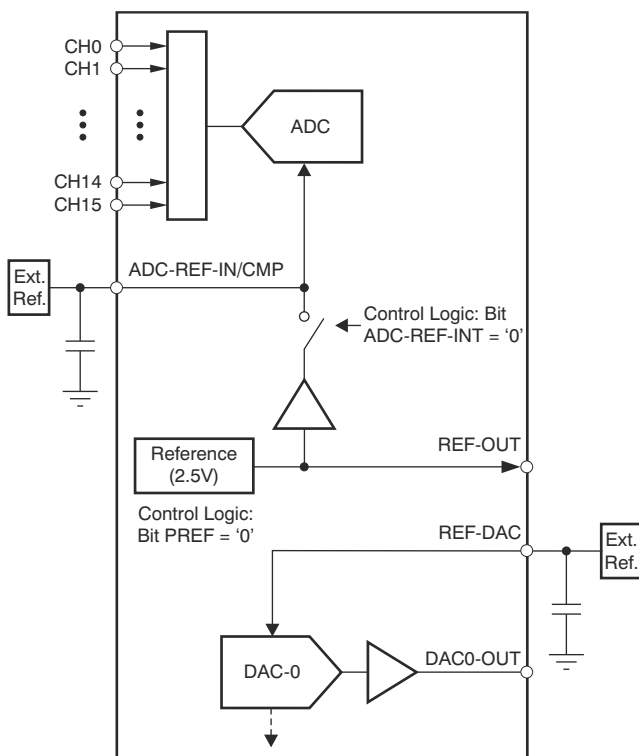 CH0
CH1
ADC
CH14
CH15
ADC-REF-IN/CMP
Ext.
Ref.
Control Logic: Bit
ADC-REF-INT = ‘0’
Reference
(2.5V)
REF-OUT
Control Logic:
Bit PREF = ‘0’
REF-DAC
Ext.
Ref.
DAC-0
DAC0-OUT